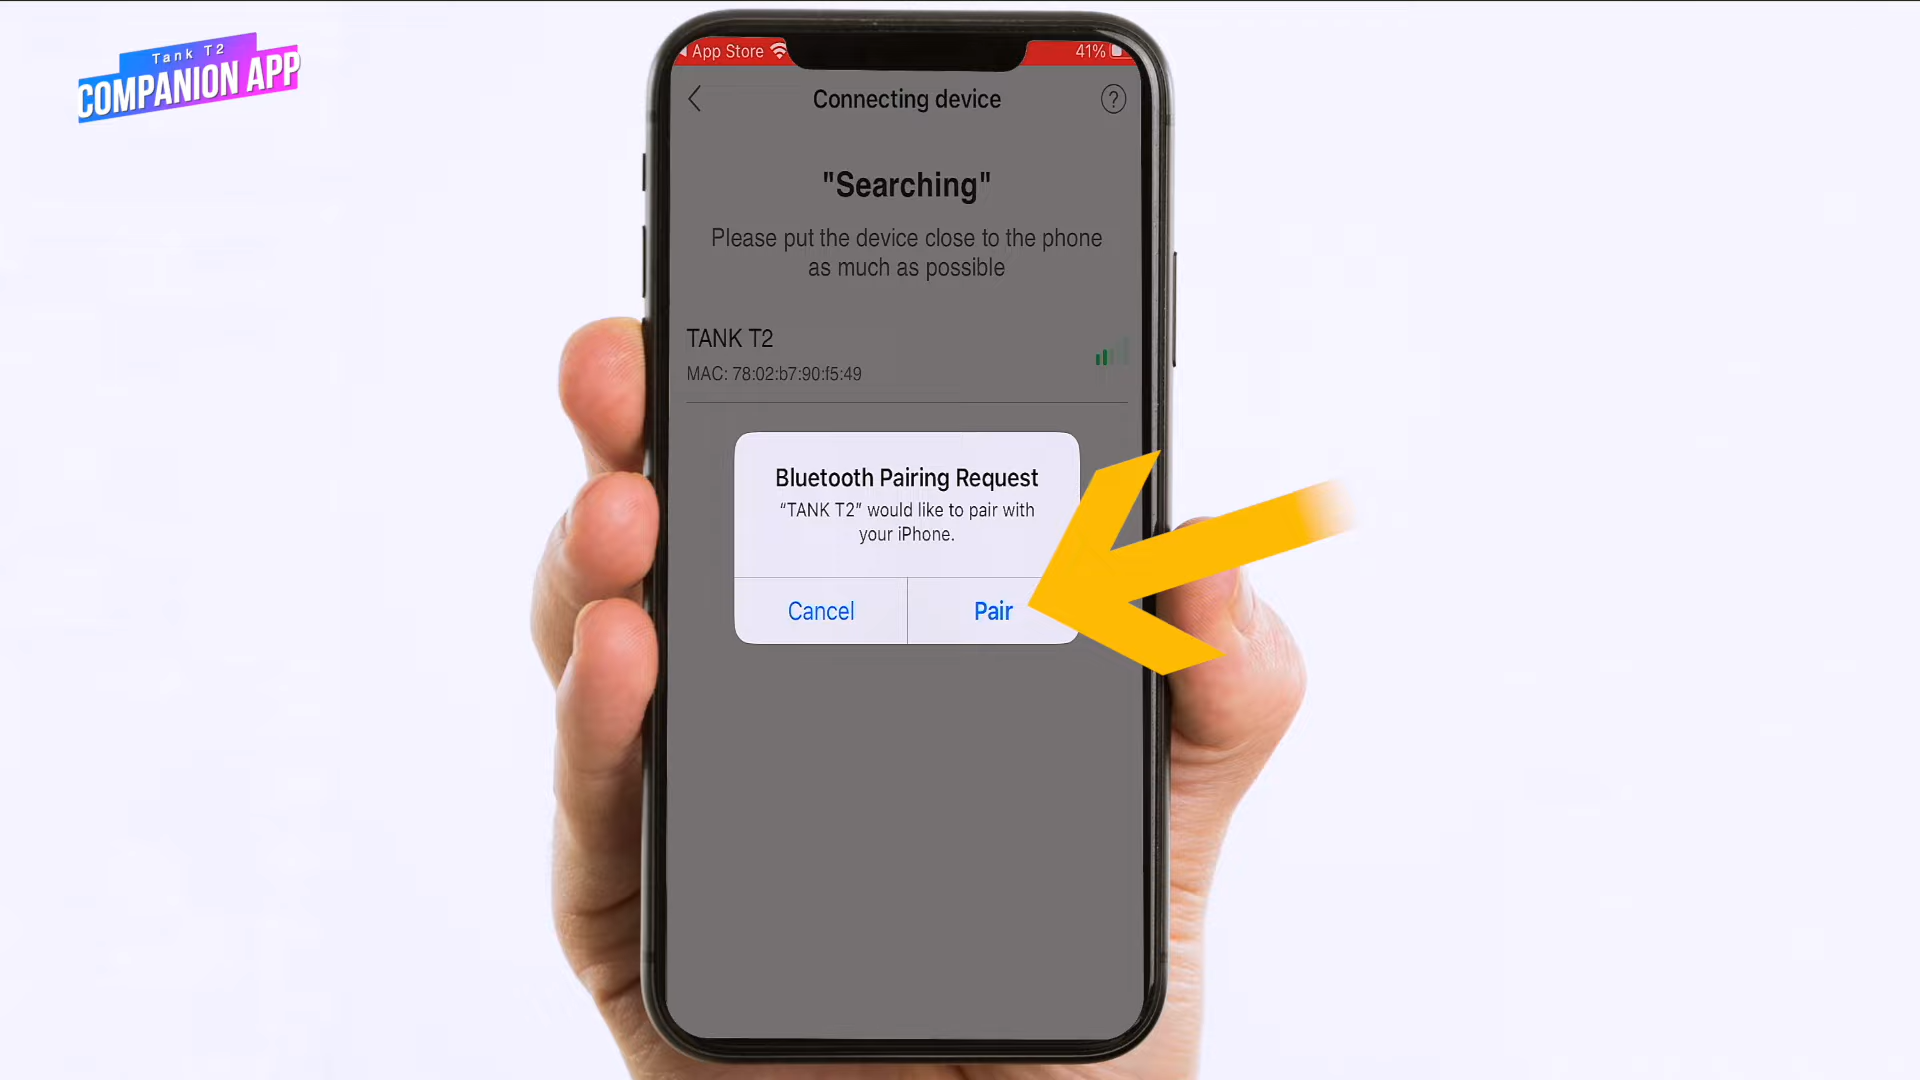 Tank T2
COMPANION APP
App Store
41%
Connecting device
?
"Searching"
Please put the device close to the phone
as much as possible
TANK T2
MAC: 78:02:b7:90:f5:49
Bluetooth Pairing Request
“TANK T2” would like to pair with
your iPhone.
Cancel
Pair